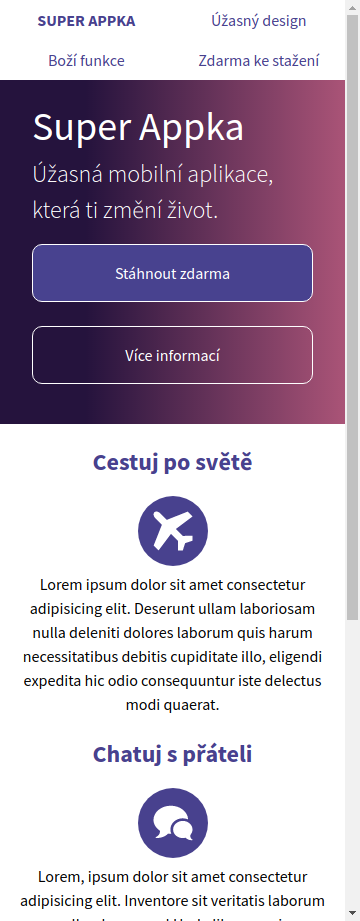 SUPER APPKA
Úžasný design
Boží funkce
Zdarma ke stažení
Super Appka
Úžasná mobilní aplikace,
která ti změní život.
Stáhnout zdarma
Více informací
Cestuj po světě
Lorem ipsum dolor sit amet consectetur
adipisicing elit. Deserunt ullam laboriosam
nulla deleniti dolores laborum quis harum
necessitatibus debitis cupiditate illo, eligendi
expedita hic odio consequuntur iste delectus
modi quaerat.
Chatuj s přáteli
Lorem, ipsum dolor sit amet consectetur
adipisicing elit. Inventore sit veritatis laborum